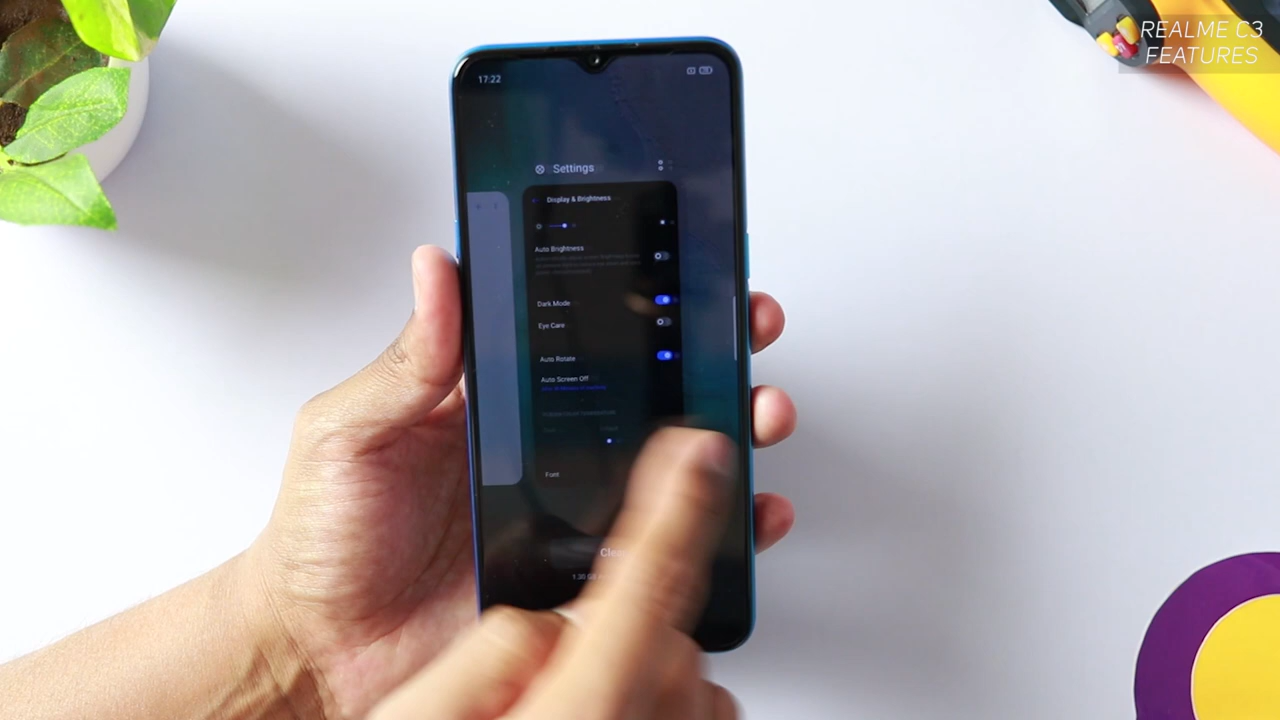 REALME C3
FEATURES
17:22
Settings
Display & Brightness
Auto Brightness
Dark Mode
Eye Care
Auto Rotate
Auto Screen Off
Font